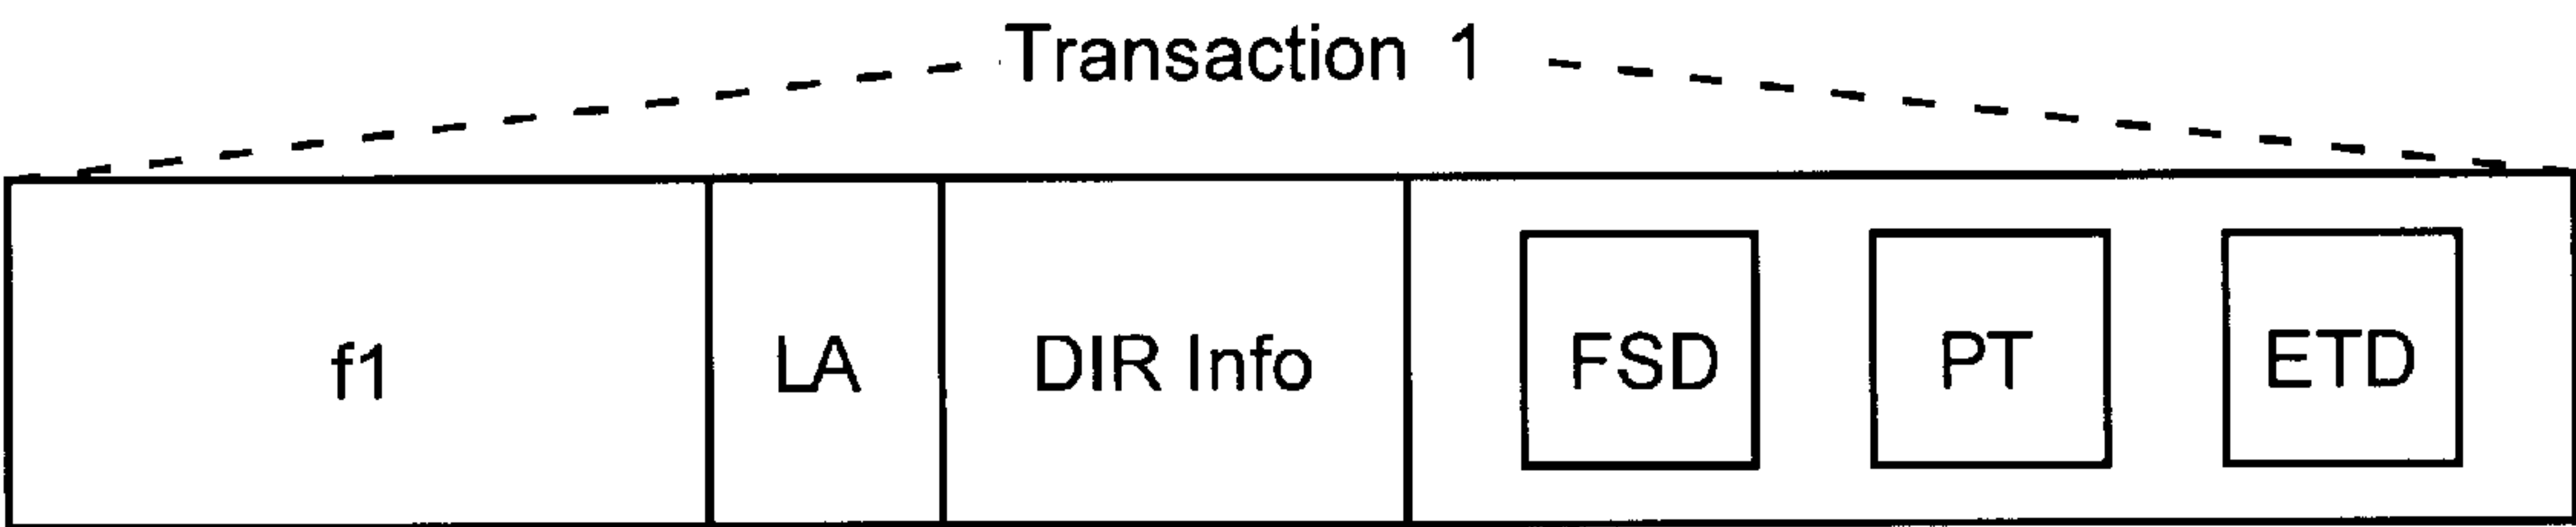 Transaction 1
f1 LA DIR Info FSD PT ETD